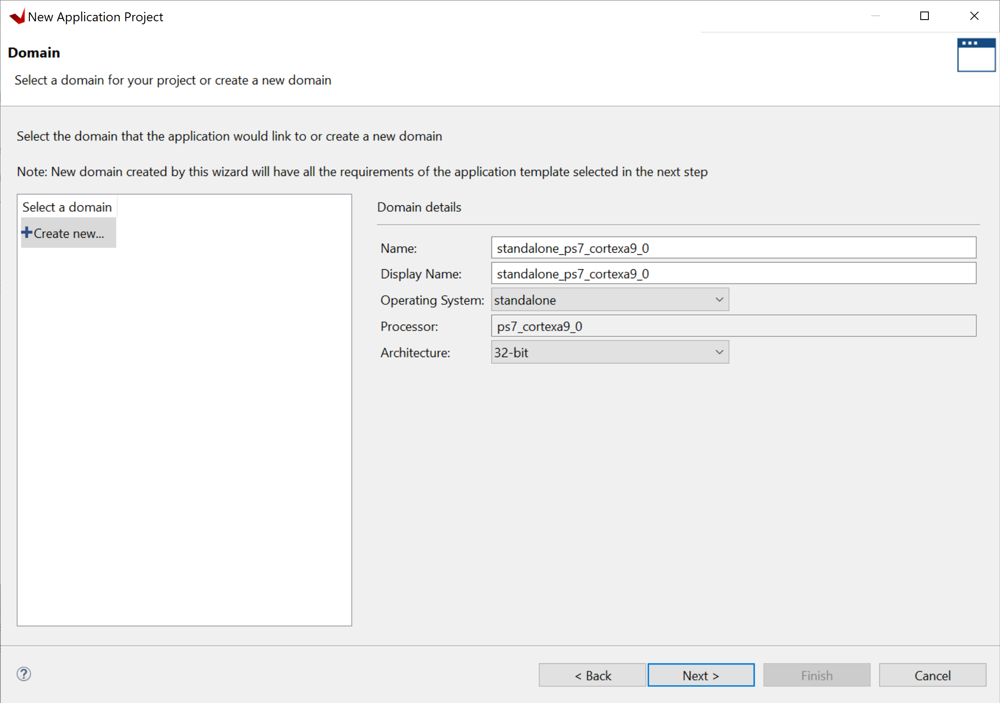 New Application Project
Domain
Select a domain for your project or create a new domain
Select the domain that the application would link to or create a new domain
Note: New domain created by this wizard will have all the requirements of the application template selected in the next step
Select a domain
Create new...
Domain details
Name: standalone_ps7_cortexa9_0
Display Name: standalone_ps7_cortexa9_0
Operating System: standalone
Processor: ps7_cortexa9_0
Architecture: 32-bit
? < Back Next > Finish Cancel